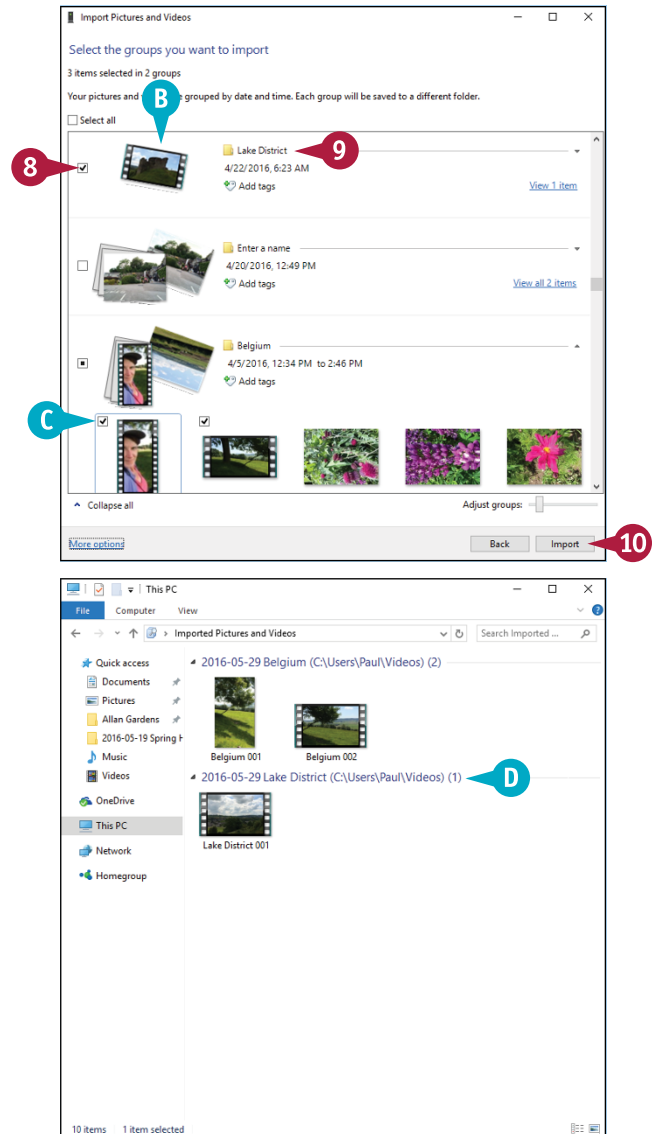 Import Pictures and Videos
Select the groups you want to import
3 items selected in 2 groups
Your pictures and grouped by date and time. Each group will be saved to a different folder.
B
Select all
8
Lake District
9
4/22/2016, 6:23 AM
Add tags
View 1 item
Enter a name
4/20/2016, 12:49 PM
Add tags
View all 2 items
Belgium
4/5/2016, 12:34 PM to 2:46 PM
Add tags
C
Collapse all
Adjust groups:
More options
Back
Import
10
This PC
File Computer View
Imported Pictures and Videos
Search Imported ...
Quick access
Documents
Pictures
Allan Gardens
2016-05-19 Spring H
Music
Videos
OneDrive
This PC
Network
Homegroup
2016-05-29 Belgium (C:\Users\Paul\Videos) (2)
Belgium 001
Belgium 002
2016-05-29 Lake District (C:\Users\Paul\Videos) (1)
D
Lake District 001
10 items 1 item selected